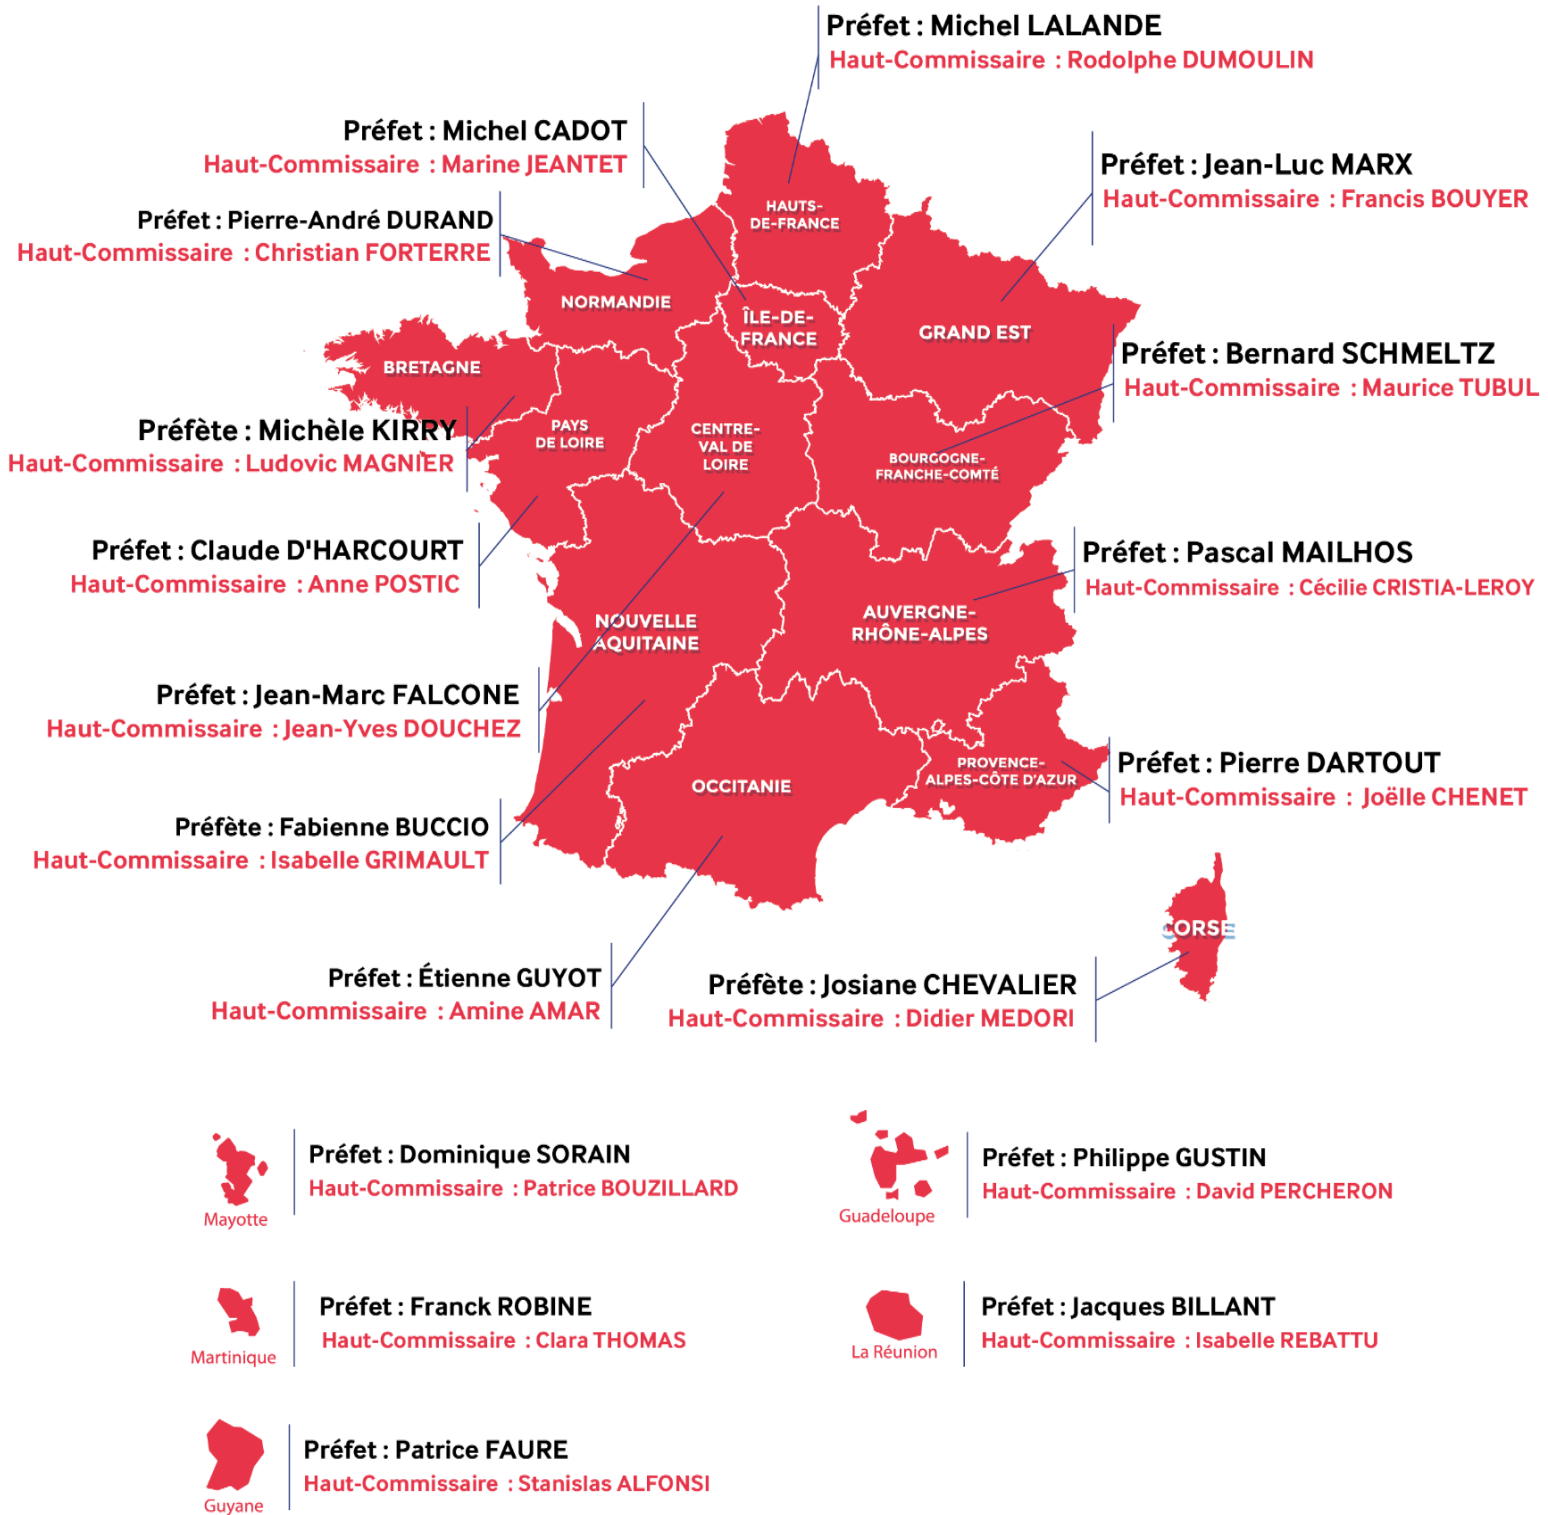 Préfet : Michel LALANDE
Haut-Commissaire : Rodolphe DUMOULIN
Préfet : Michel CADOT
Haut-Commissaire : Marine JEANTET
Préfet : Jean-Luc MARX
Haut-Commissaire : Francis BOUYER
Préfet : Pierre-André DURAND
Haut-Commissaire : Christian FORTERRE
HAUTS-
DE-FRANCE
NORMANDIE
ÎLE-DE-
FRANCE
GRAND EST
BRETAGNE
Préfet : Bernard SCHMELTZ
Haut-Commissaire : Maurice TUBUL
Préfète : Michèle KIRRY
Haut-Commissaire : Ludovic MAGNIER
PAYS
DE LOIRE
CENTRE-
VAL DE
LOIRE
BOURGOGNE-
FRANCHE-COMTÉ
Préfet : Claude D'HARCOURT
Haut-Commissaire : Anne POSTIC
Préfet : Pascal MAILHOS
Haut-Commissaire : Cécilie CRISTIA-LEROY
NOUVELLE
AQUITAINE
AUVERGNE-
RHÔNE-ALPES
Préfet : Jean-Marc FALCONE
Haut-Commissaire : Jean-Yves DOUCHEZ
OCCITANIE
PROVENCE-
ALPES-CÔTE D'AZUR
Préfet : Pierre DARTOUT
Haut-Commissaire : Joëlle CHENET
Préfète : Fabienne BUCCIO
Haut-Commissaire : Isabelle GRIMAULT
CORSE
Préfet : Étienne GUYOT
Haut-Commissaire : Amine AMAR
Préfète : Josiane CHEVALIER
Haut-Commissaire : Didier MEDORI
Préfet : Dominique SORAIN
Haut-Commissaire : Patrice BOUZILLARD
Mayotte
Préfet : Philippe GUSTIN
Haut-Commissaire : David PERCHERON
Guadeloupe
Préfet : Franck ROBINE
Haut-Commissaire : Clara THOMAS
Martinique
Préfet : Jacques BILLANT
Haut-Commissaire : Isabelle REBATTU
La Réunion
Préfet : Patrice FAURE
Haut-Commissaire : Stanislas ALFONSI
Guyane